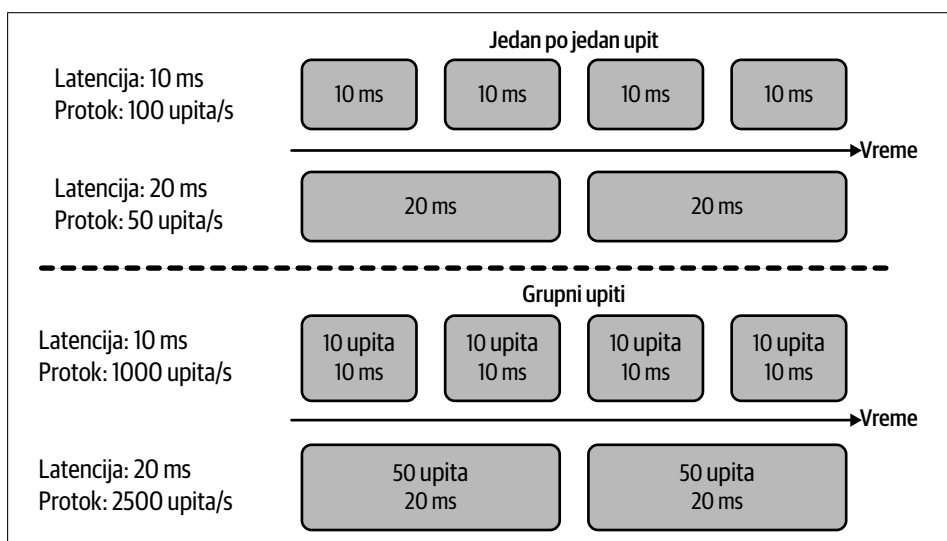 Jedan po jedan upit
Latencija: 10 ms
Protok: 100 upita/s
10 ms
10 ms
10 ms
10 ms
Vreme
Latencija: 20 ms
Protok: 50 upita/s
20 ms
20 ms
Grupni upiti
Latencija: 10 ms
Protok: 1000 upita/s
10 upita
10 ms
10 upita
10 ms
10 upita
10 ms
10 upita
10 ms
Vreme
Latencija: 20 ms
Protok: 2500 upita/s
50 upita
20 ms
50 upita
20 ms